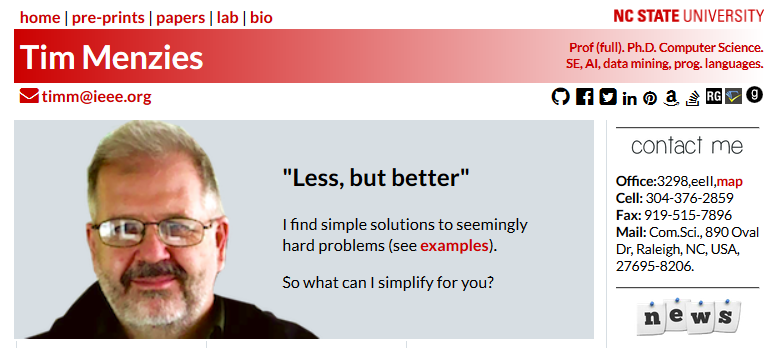 home | pre-prints | papers | lab | bio
NC STATE UNIVERSITY
Tim Menzies
Prof (full). Ph.D. Computer Science.
SE, AI, data mining, prog. languages.
timm@ieee.org
RG
"Less, but better"
I find simple solutions to seemingly
hard problems (see examples).
So what can I simplify for you?
contact me
Office:3298,eeII,map
Cell: 304-376-2859
Fax: 919-515-7896
Mail: Com.Sci., 890 Oval
Dr, Raleigh, NC, USA,
27695-8206.
news